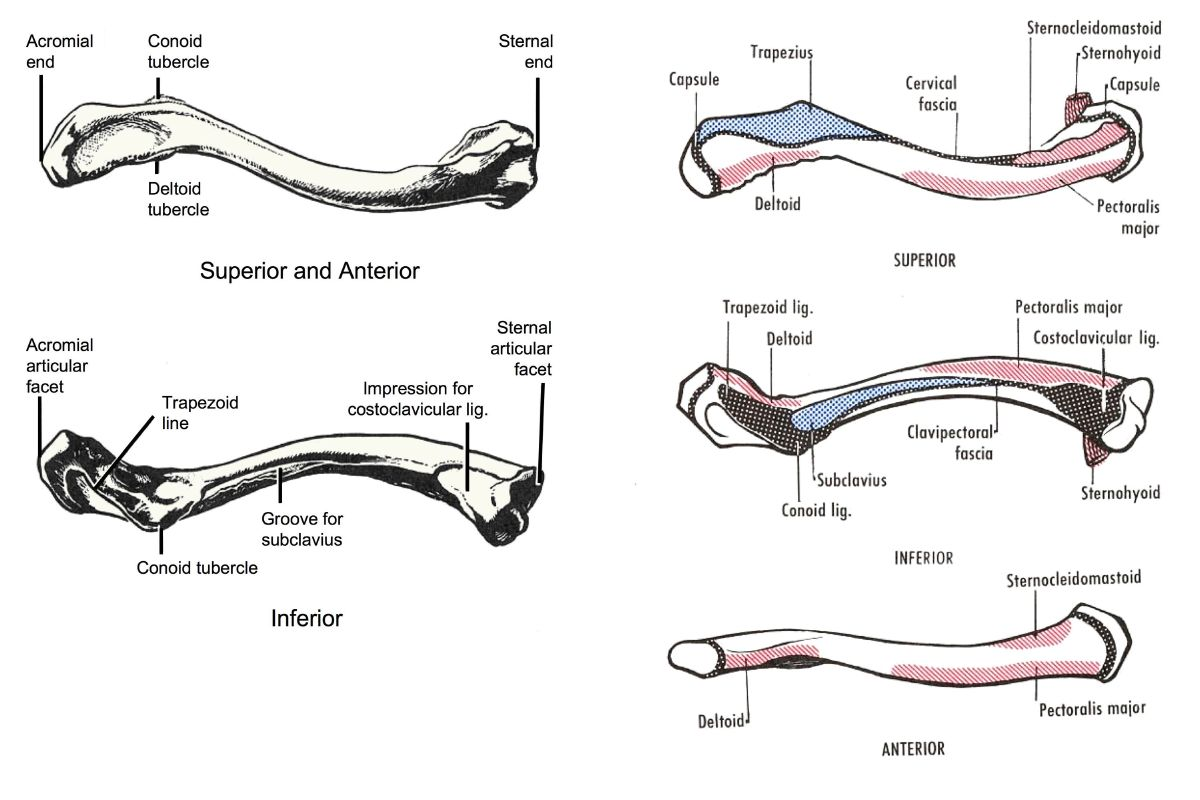 Acromial
end
Conoid
tubercle
Sternal
end
Deltoid
tubercle
Superior and Anterior
Acromial
articular
facet
Trapezoid
line
Impression for
costoclavicular lig.
Sternal
articular
facet
Groove for
subclavius
Conoid tubercle
Inferior
Capsule
Trapezius
Cervical
fascia
Sternocleidomastoid
Sternohyoid
Capsule
Deltoid
Pectoralis
major
SUPERIOR
Trapezoid lig.
Deltoid
Pectoralis major
Costoclavicular lig.
Clavipectoral
fascia
Subclavius
Conoid lig.
Sternohyoid
INFERIOR
Sternocleidomastoid
Deltoid
Pectoralis major
ANTERIOR